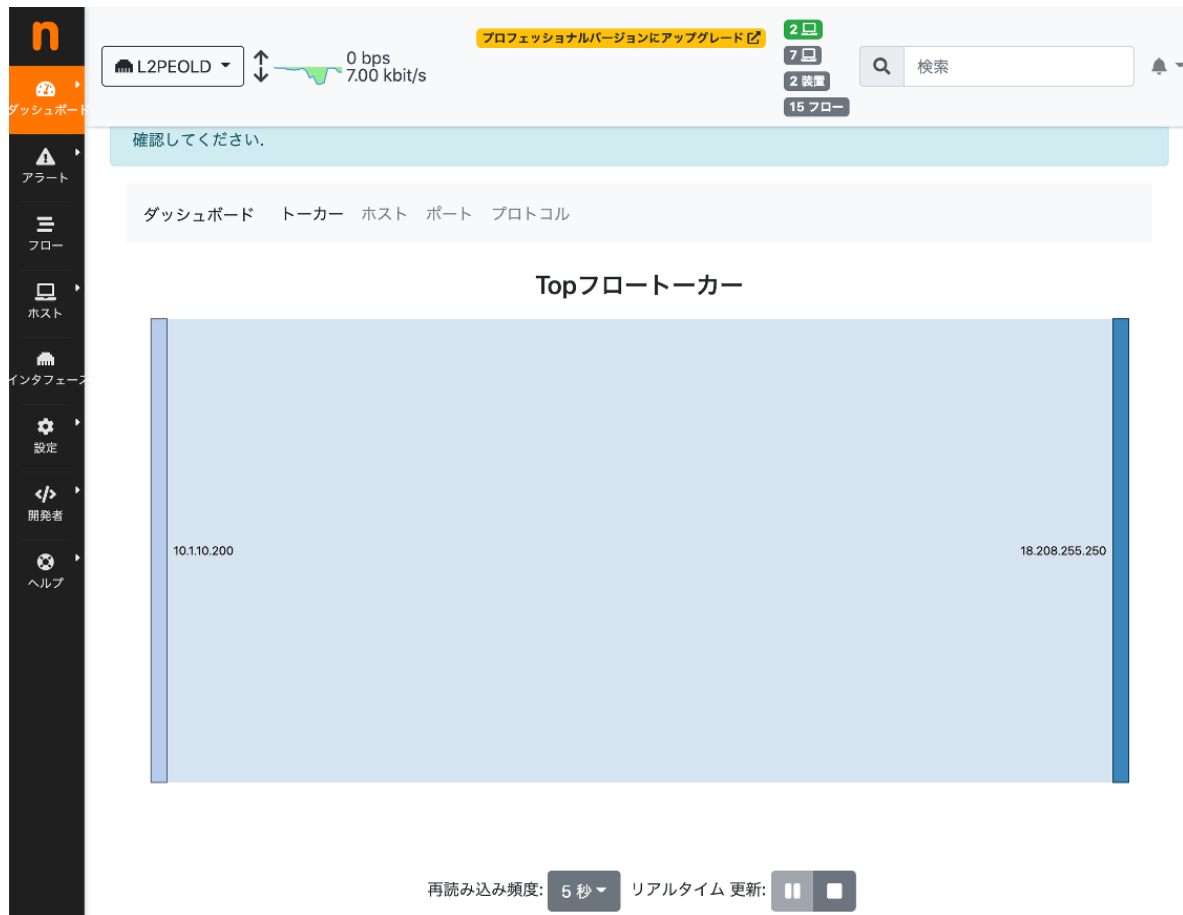 n
L2PEOLD
0 bps
7.00 kbit/s
プロフェッショナルバージョンにアップグレード
2
7
2 装置
15 フロー
検索
ダッシュボード
アラート
フロー
ホスト
インタフェース
設定
開発者
ヘルプ
確認してください.
ダッシュボード トーカー ホスト ポート プロトコル
Topフロートーカー
10.1.10.200
18.208.255.250
再読み込み頻度: 5 秒 リアルタイム 更新: